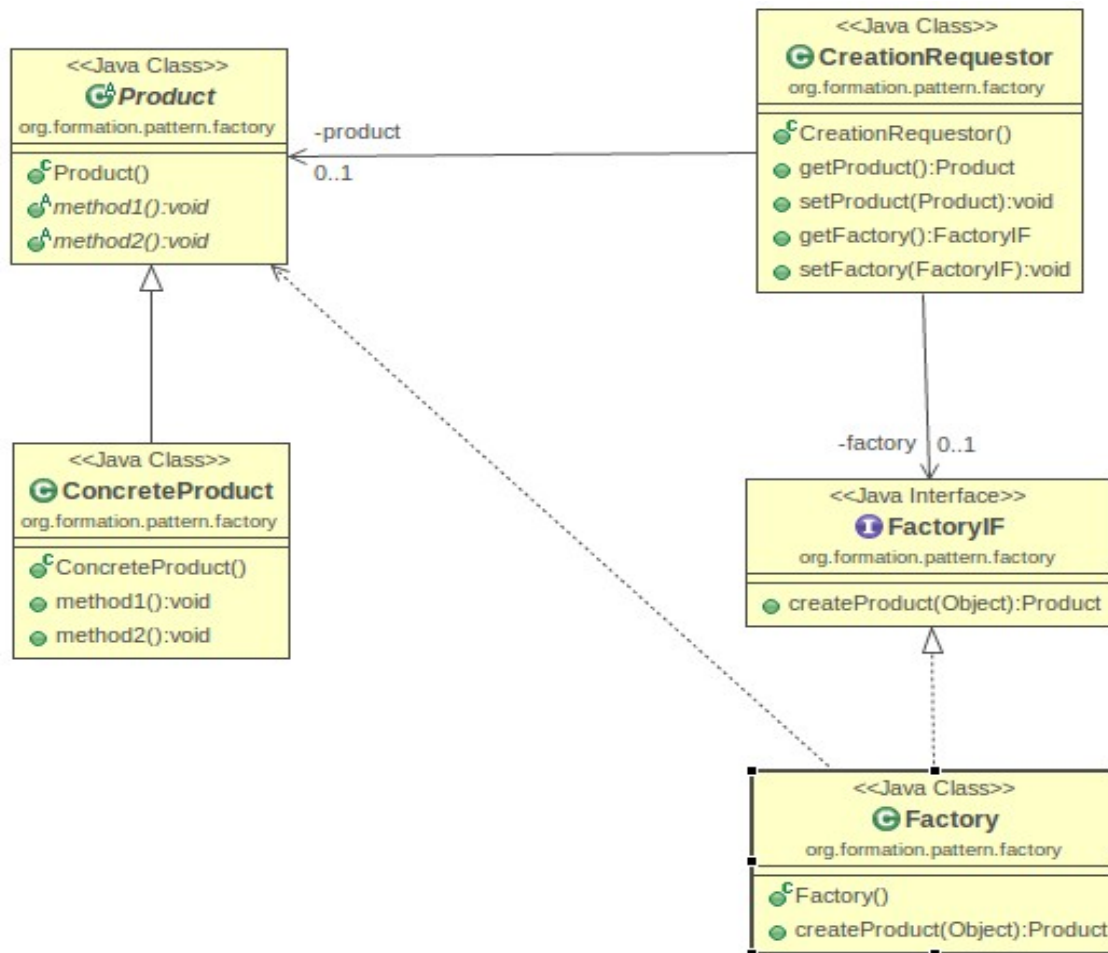 <<Java Class>>
Product
org.formation.pattern.factory
Product()
method1():void
method2():void
-product
0..1
<<Java Class>>
CreationRequestor
org.formation.pattern.factory
CreationRequestor()
getProduct():Product
setProduct(Product):void
getFactory():FactoryIF
setFactory(FactoryIF):void
<<Java Class>>
ConcreteProduct
org.formation.pattern.factory
ConcreteProduct()
method1():void
method2():void
-factory 0..1
<<Java Interface>>
FactoryIF
org.formation.pattern.factory
createProduct(Object):Product
<<Java Class>>
Factory
org.formation.pattern.factory
Factory()
createProduct(Object):Product